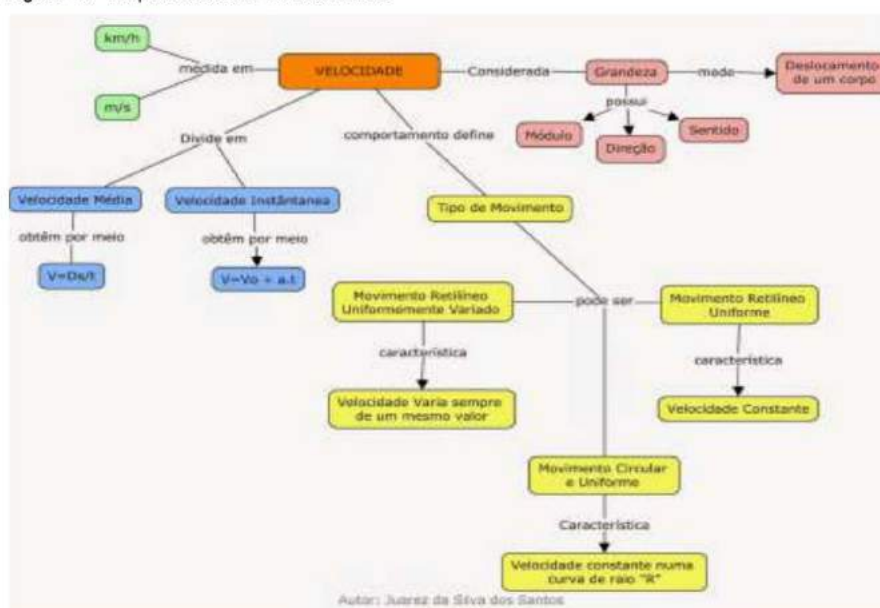 km/h
medida em
VELOCIDADE
Considerada
Grandeza
mede
Deslocamento
de um corpo
m/s
possui
Módulo
Direção
Sentido
Divide em
comportamento define
Velocidade Média
Velocidade Instântanea
Tipo de Movimento
obtêm por meio
obtêm por meio
V=Ds/t
V=Vo + a.t
Movimento Retilíneo
Uniformemente Variado
pode ser
Movimento Retilíneo
Uniforme
característica
característica
Velocidade Varia sempre
de um mesmo valor
Velocidade Constante
Movimento Circular
e Uniforme
Característica
Velocidade constante numa
curva de raio "R"
Autor: Juarez da Silva dos Santos